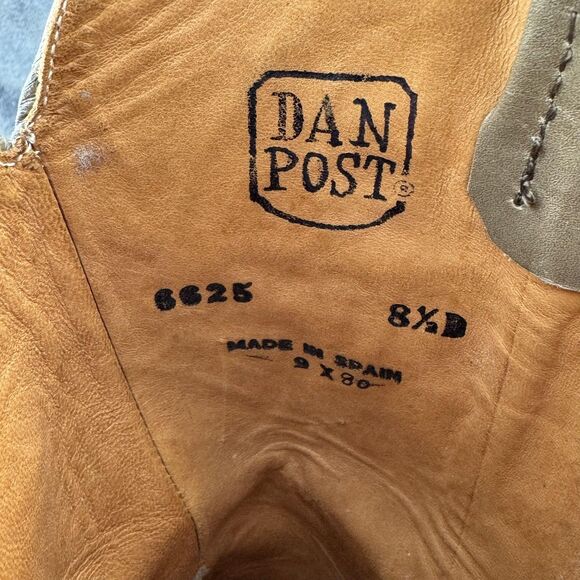 DAN
POST®
6625 8½D
MADE IN SPAIN
9 X 80